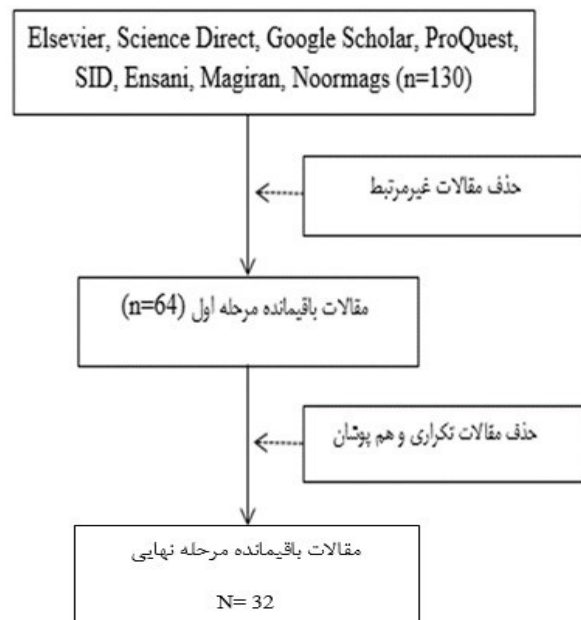 Elsevier, Science Direct, Google Scholar, ProQuest,
SID, Ensani, Magiran, Noormags (n=130)
حذف مقالات غیرمرتبط
مقالات باقیمانده مرحله اول (n=64)
حذف مقالات تکراری و هم پوشان
مقالات باقیمانده مرحله نهایی
N= 32